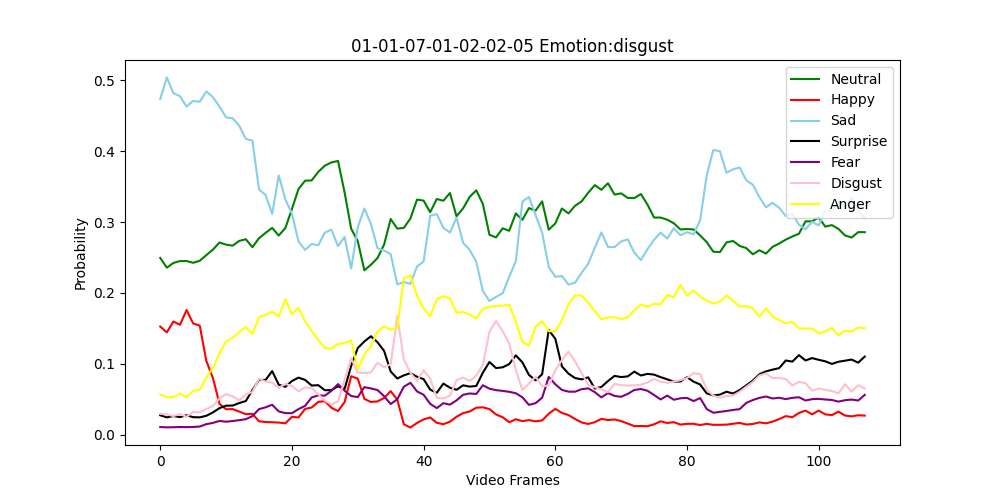 01-01-07-01-02-02-05 Emotion:disgust
Probability
0.5
0.4
0.3
0.2
0.1
0.0
0
20
40
60
80
100
Video Frames
Neutral
Happy
Sad
Surprise
Fear
Disgust
Anger